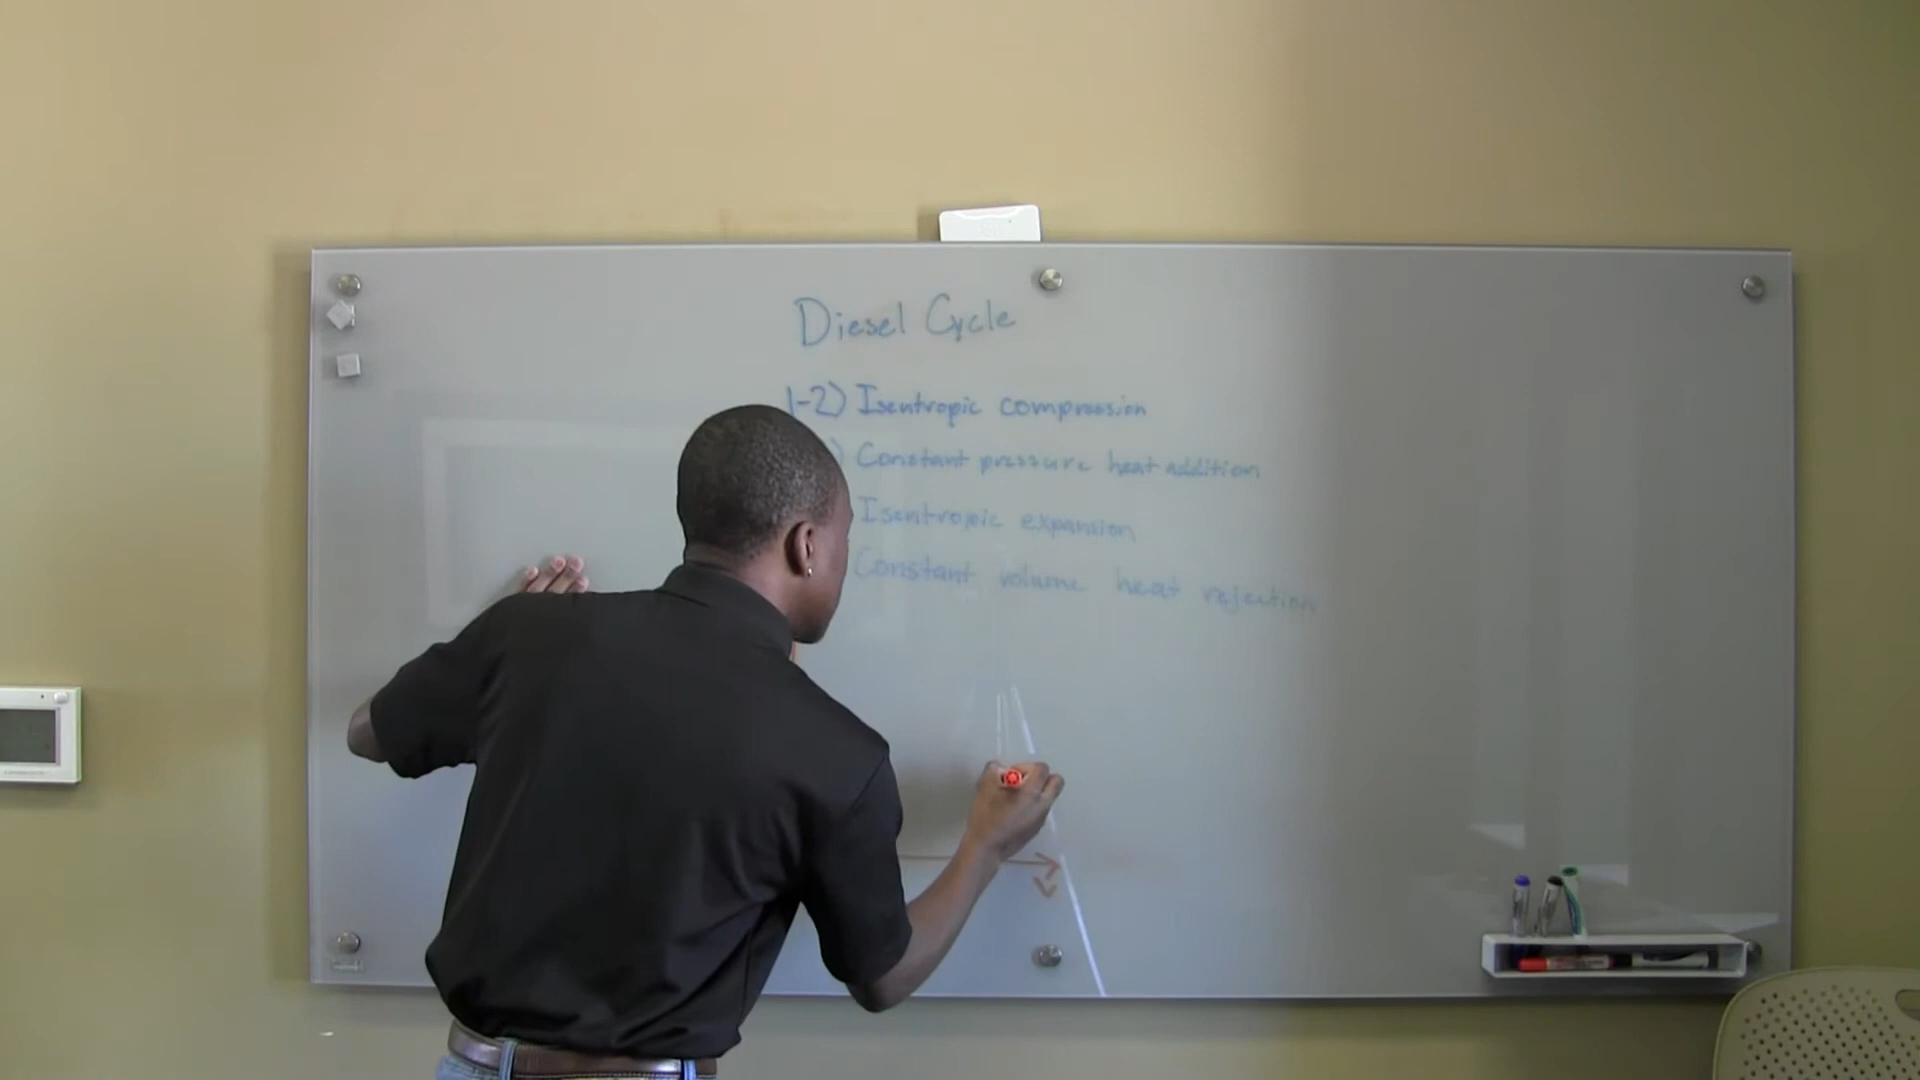 Diesel Cycle
1-2) Isentropic compression
) Constant pressure heat addition
Isentropic expansion
Constant volume heat rejection
V